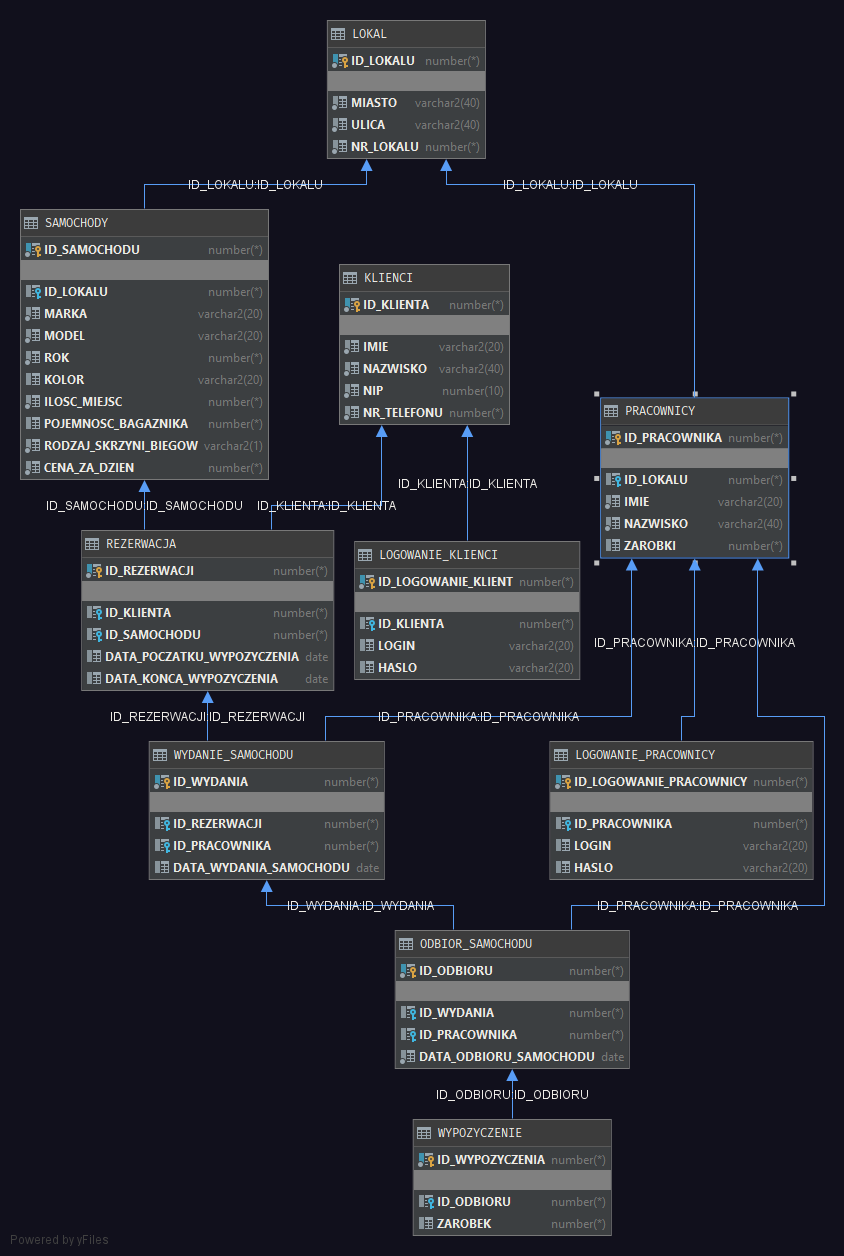 LOKAL
ID_LOKALU number(*)
MIASTO varchar2(40)
ULICA varchar2(40)
NR_LOKALU number(*)
ID_LOKALU:ID_LOKALU
ID_LOKALU:ID_LOKALU
SAMOCHODY
ID_SAMOCHODU number(*)
ID_LOKALU number(*)
MARKA varchar2(20)
MODEL varchar2(20)
ROK number(*)
KOLOR varchar2(20)
ILOSC_MIEJSC number(*)
POJEMNOSC_BAGAZNIKA number(*)
RODZAJ_SKRZYNI_BIEGOW varchar2(1)
CENA_ZA_DZIEN number(*)
KLIENCI
ID_KLIENTA number(*)
IMIE varchar2(20)
NAZWISKO varchar2(40)
NIP number(10)
NR_TELEFONU number(*)
PRACOWNICY
ID_PRACOWNIKA number(*)
ID_LOKALU number(*)
IMIE varchar2(20)
NAZWISKO varchar2(40)
ZAROBKI number(*)
ID_SAMOCHODU:ID_SAMOCHODU
ID_KLIENTA:ID_KLIENTA
ID_KLIENTA:ID_KLIENTA
REZERWACJA
ID_REZERWACJI number(*)
ID_KLIENTA number(*)
ID_SAMOCHODU number(*)
DATA_POCZATKU_WYPOZYCZENIA date
DATA_KONCA_WYPOZYCZENIA date
LOGOWANIE_KLIENCI
ID_LOGOWANIE_KLIENT number(*)
ID_KLIENTA number(*)
LOGIN varchar2(20)
HASLO varchar2(20)
ID_PRACOWNIKA:ID_PRACOWNIKA
ID_REZERWACJI:ID_REZERWACJI
ID_PRACOWNIKA:ID_PRACOWNIKA
WYDANIE_SAMOCHODU
ID_WYDANIA number(*)
ID_REZERWACJI number(*)
ID_PRACOWNIKA number(*)
DATA_WYDANIA_SAMOCHODU date
LOGOWANIE_PRACOWNICY
ID_LOGOWANIE_PRACOWNICY number(*)
ID_PRACOWNIKA number(*)
LOGIN varchar2(20)
HASLO varchar2(20)
ID_WYDANIA:ID_WYDANIA
ID_PRACOWNIKA:ID_PRACOWNIKA
ODBIOR_SAMOCHODU
ID_ODBIORU number(*)
ID_WYDANIA number(*)
ID_PRACOWNIKA number(*)
DATA_ODBIORU_SAMOCHODU date
ID_ODBIORU:ID_ODBIORU
WYPOZYCZENIE
ID_WYPOZYCZENIA number(*)
ID_ODBIORU number(*)
ZAROBEK number(*)
Powered by yFiles